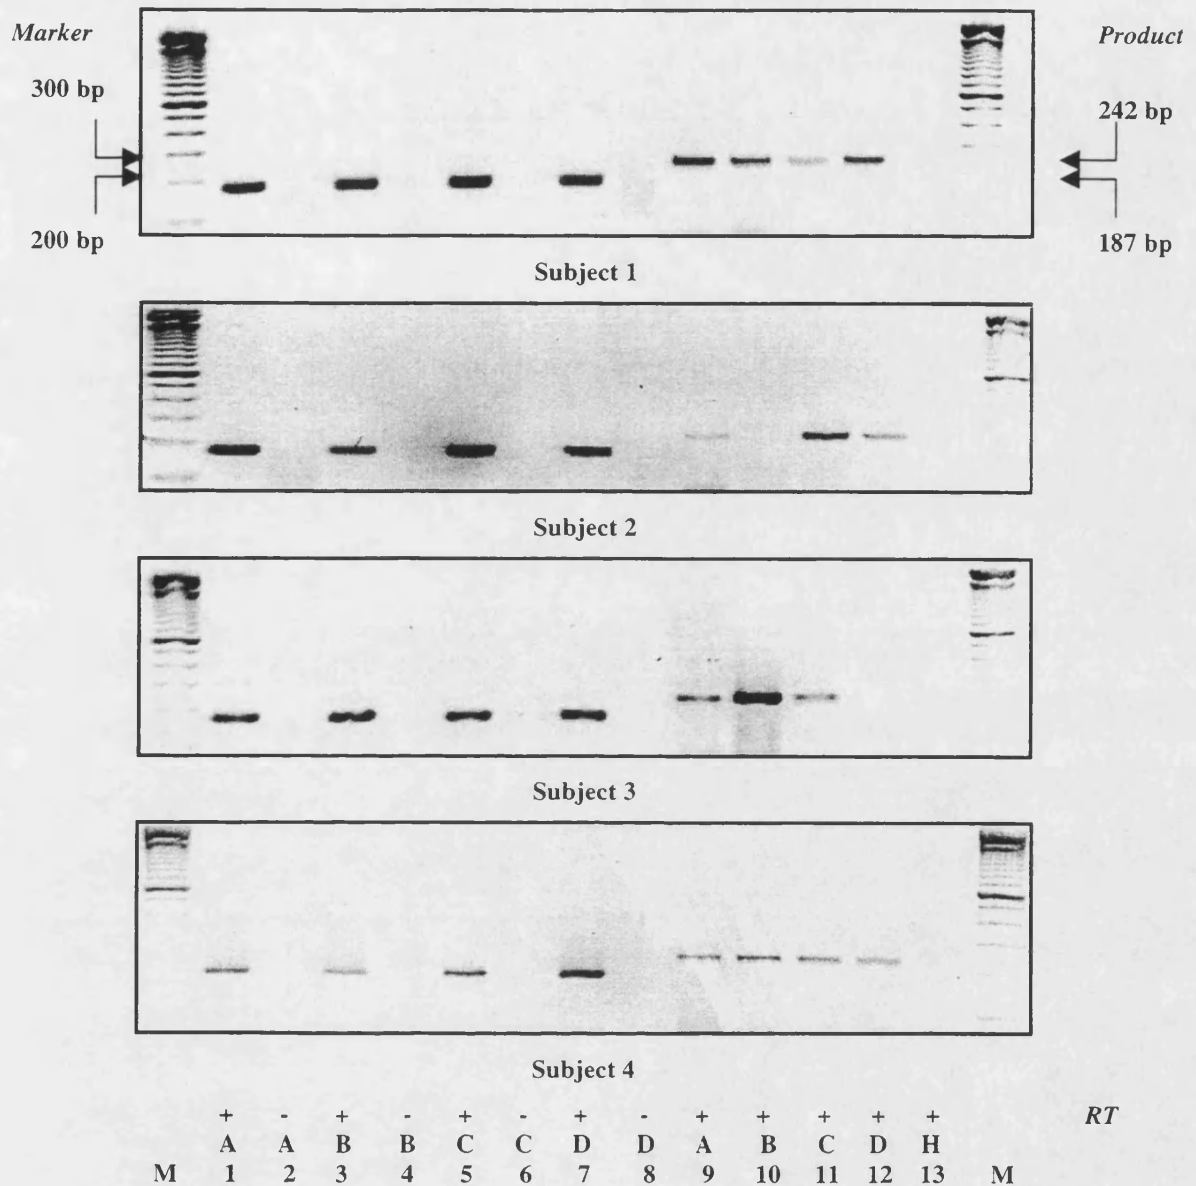 Marker Product
300 bp 242 bp
200 bp 187 bp
Subject 1
Subject 2
Subject 3
Subject 4
+ - + - + - + - + + + + + RT
A A B B C C D D A B C D H
M 1 2 3 4 5 6 7 8 9 10 11 12 13 M